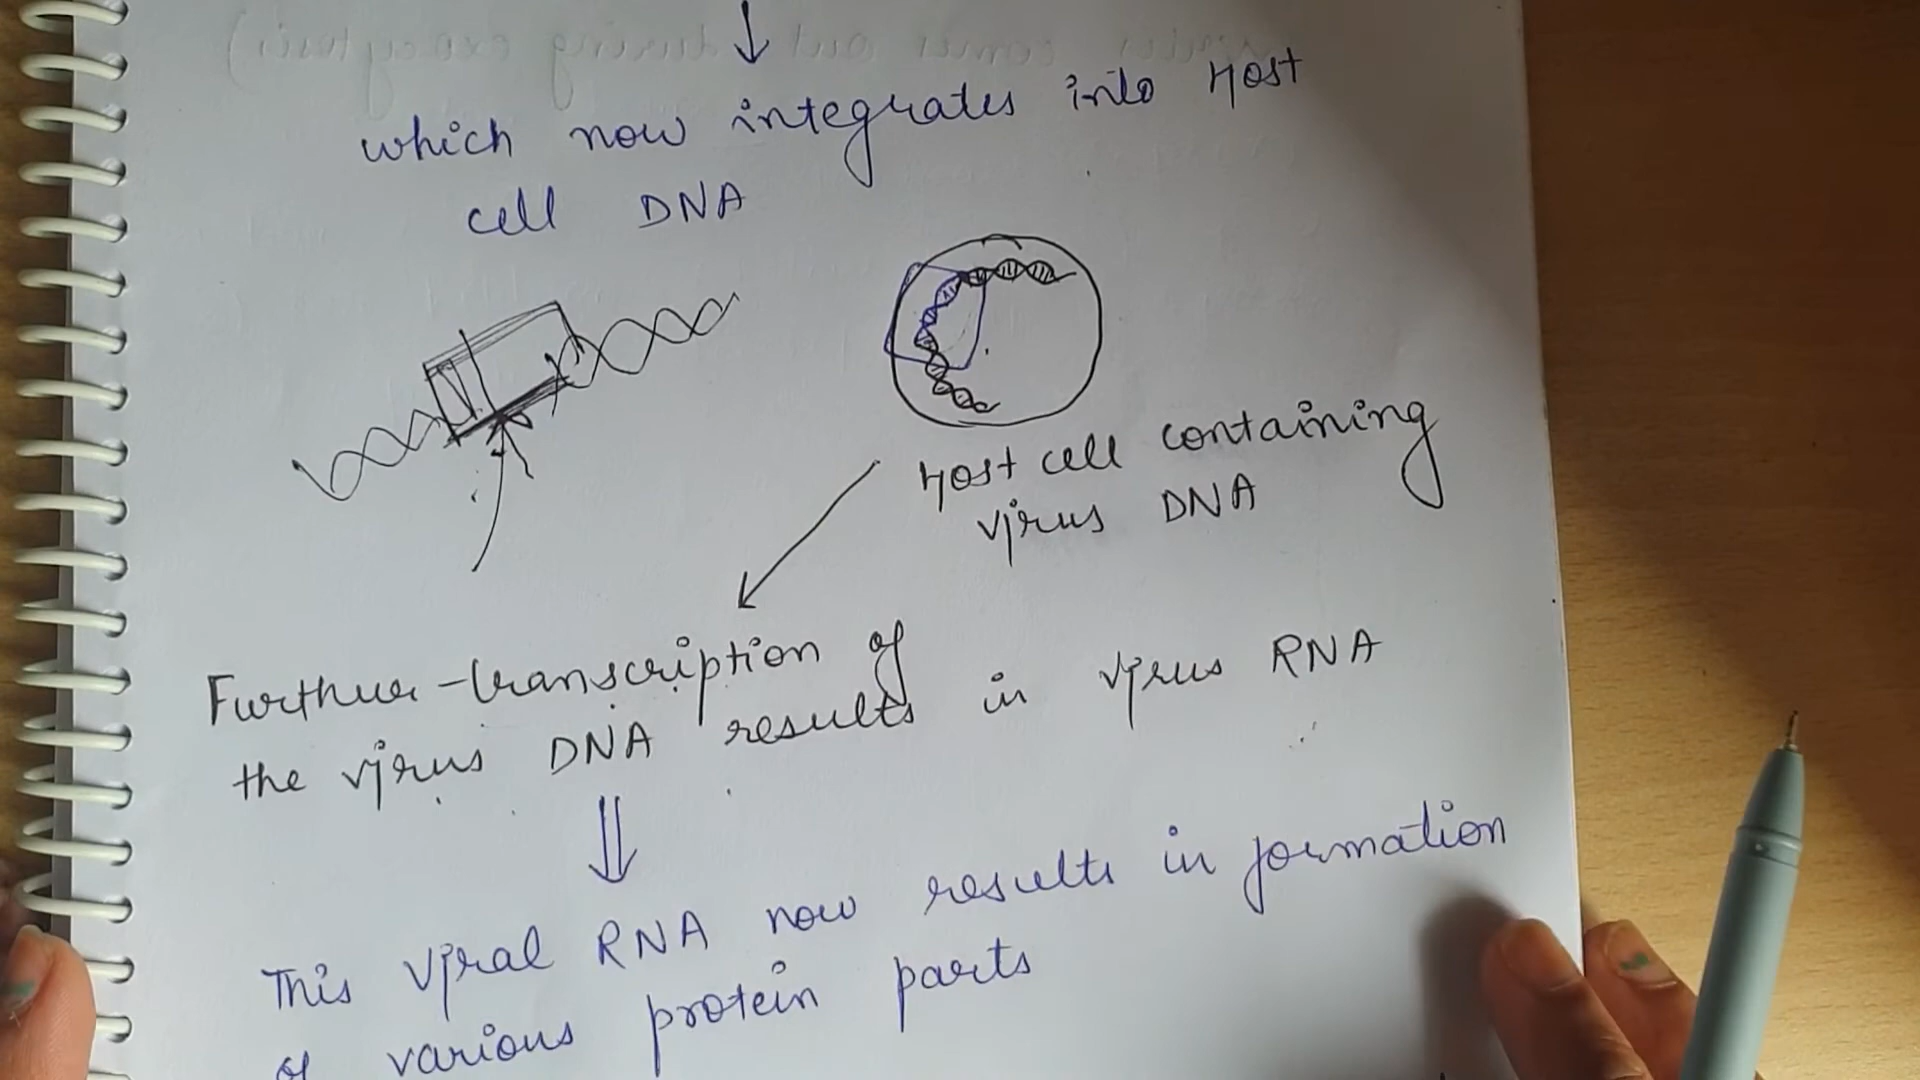 which now integrates into Host
cell DNA
Host cell containing
virus DNA
Further transcription of
the virus DNA results in virus RNA
This viral RNA now results in formation
of various protein parts